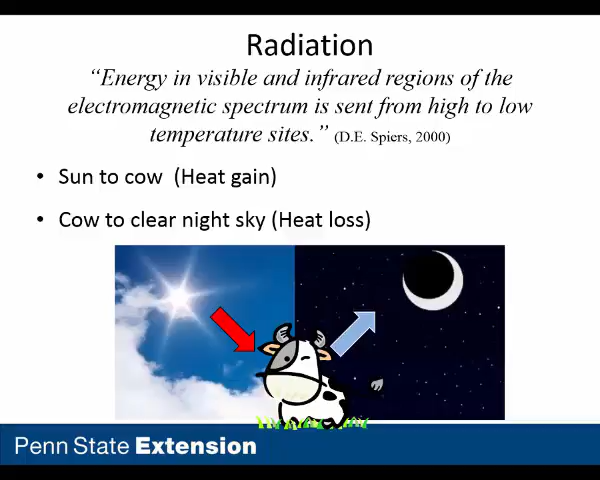 Radiation
“Energy in visible and infrared regions of the
electromagnetic spectrum is sent from high to low
temperature sites.” (D.E. Spiers, 2000)
• Sun to cow (Heat gain)
• Cow to clear night sky (Heat loss)
Penn State Extension